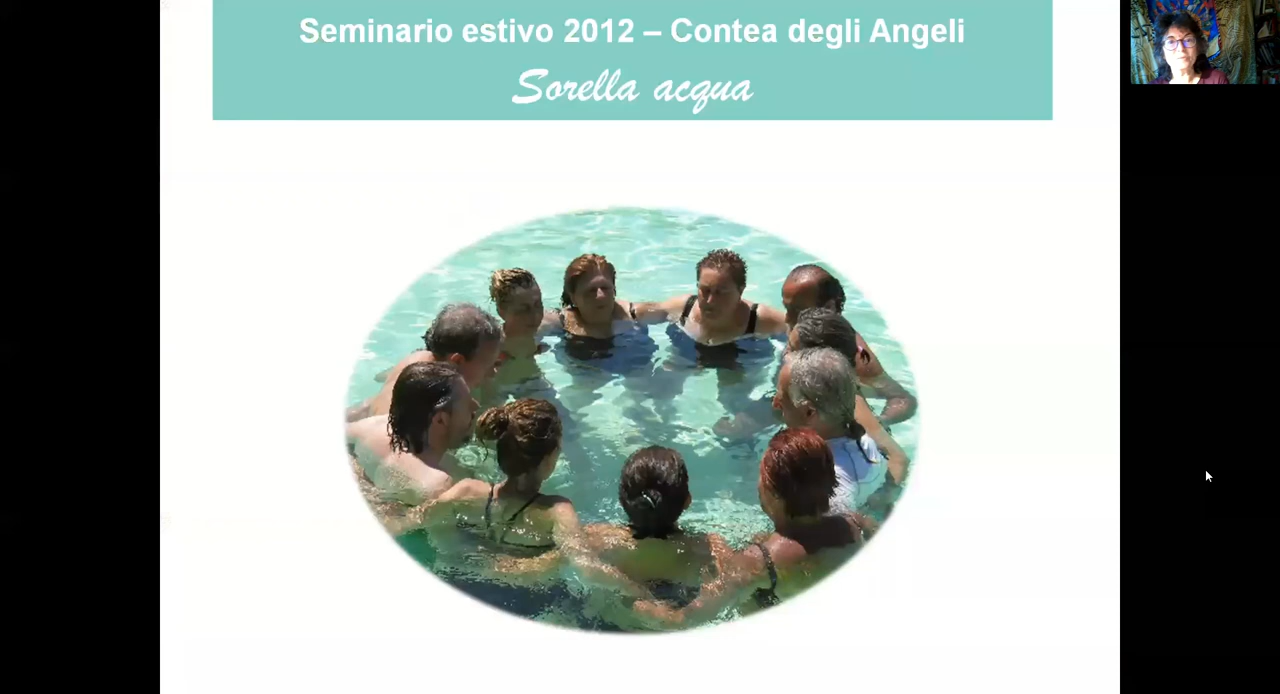 Seminario estivo 2012 – Contea degli Angeli
Sorella acqua